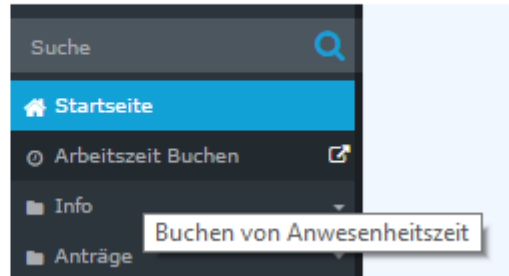 Suche
Startseite
Arbeitszeit Buchen
Info
Buchen von Anwesenheitszeit
Anträge